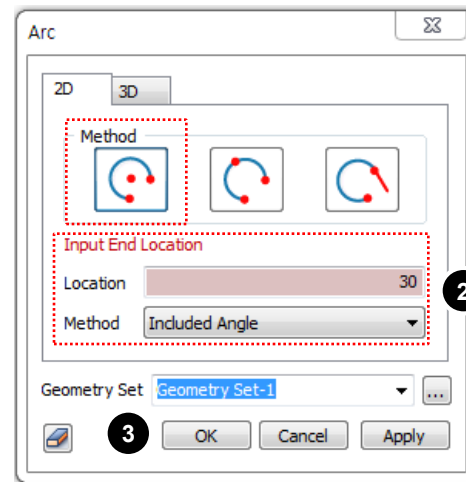 Arc
2D 3D
Method
Input End Location
Location 30
2
Method Included Angle
Geometry Set Geometry Set-1 ...
3 OK Cancel Apply